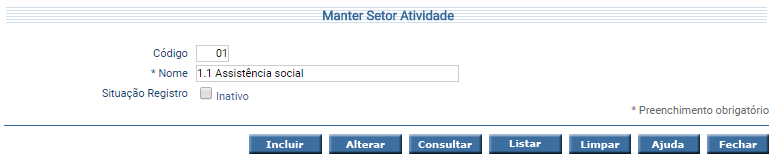 Manter Setor Atividade
Código 01
* Nome 1.1 Assistência social
Situação Registro Inativo
* Preenchimento obrigatório
Incluir Alterar Consultar Listar Limpar Ajuda Fechar